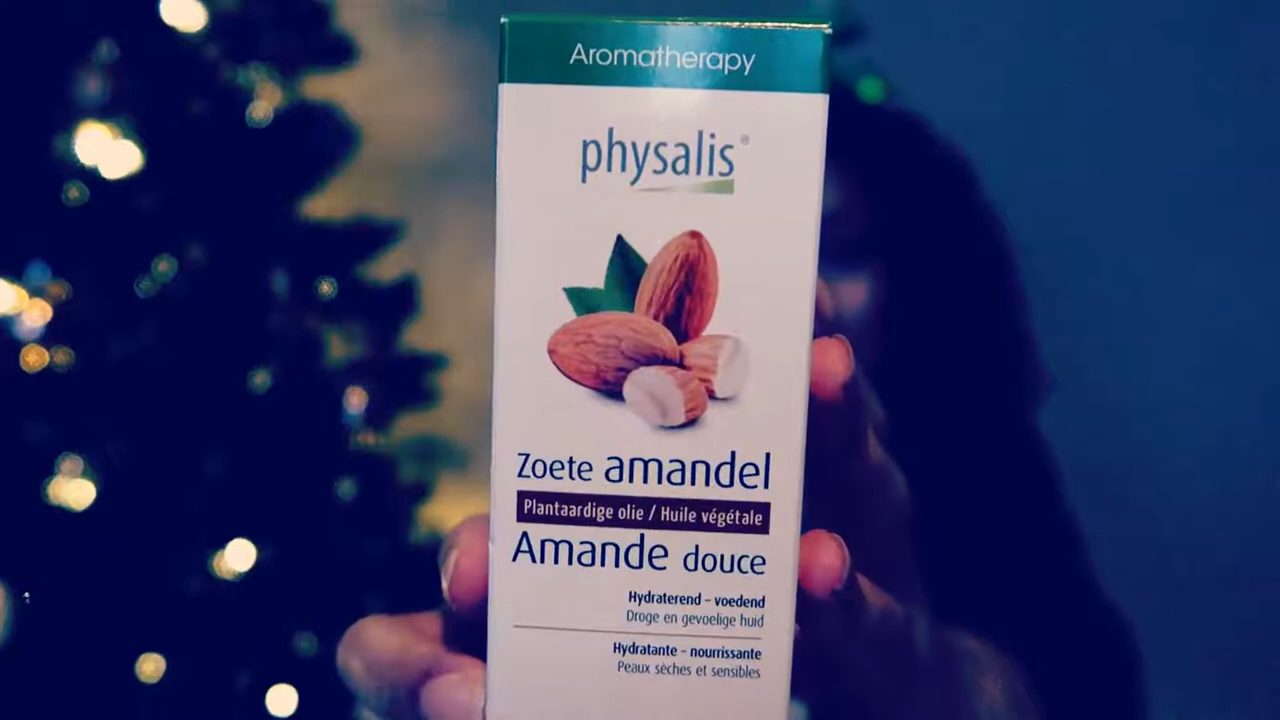 Aromatherapy
physalis®
Zoete amandel
Plantaardige olie / Huile végétale
Amande douce
Hydraterend – voedend
Droge en gevoelige huid
Hydratante – nourrissante
Peaux sèches et sensibles